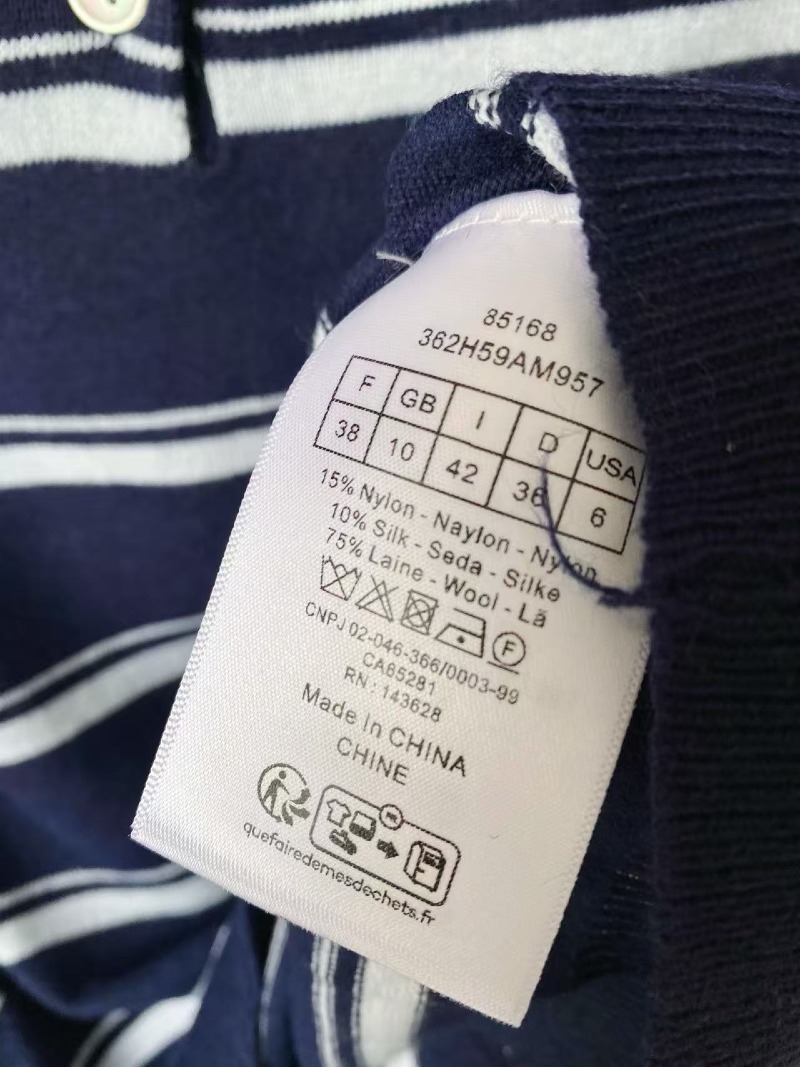 85168
362H59AM957
F GB I D USA
38 10 42 36 6
15% Nylon - Naylon - Nylon
10% Silk - Seda - Silke
75% Laine - Wool - Lã
F
CNPJ 02-046-366/0003-99
CA65281
RN : 143628
Made In CHINA
CHINE
quefairedemesdechets.fr